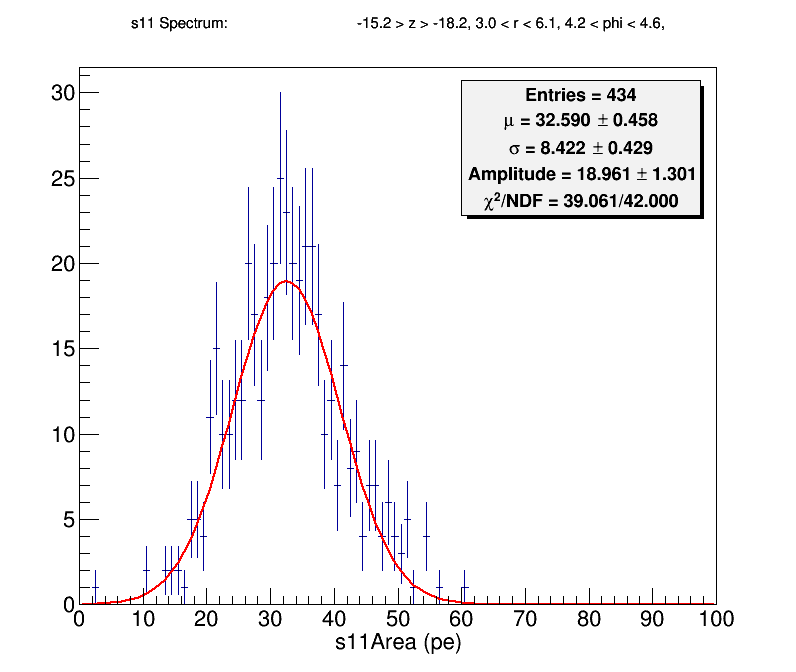 s11 Spectrum: -15.2 > z > -18.2, 3.0 < r < 6.1, 4.2 < phi < 4.6,
Entries = 434
μ = 32.590 ± 0.458
σ = 8.422 ± 0.429
Amplitude = 18.961 ± 1.301
χ²/NDF = 39.061/42.000
30
25
20
15
10
5
0
0 10 20 30 40 50 60 70 80 90 100
s11Area (pe)